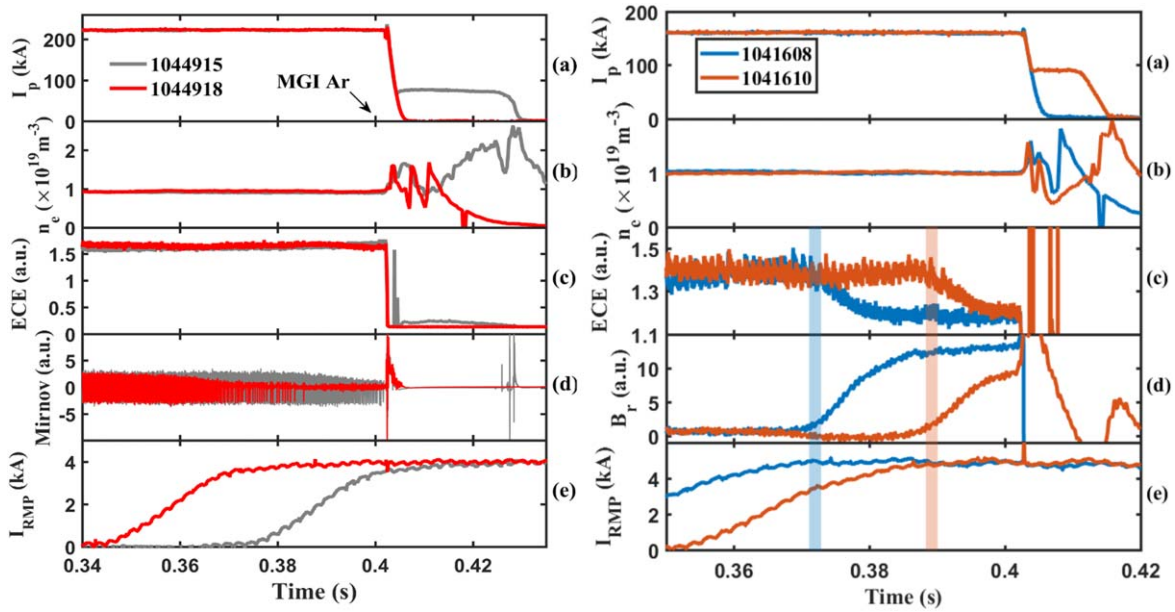 I_p (kA)
200
100
0
1044915
1044918
MGI Ar
(a)
n_e (×10^19 m^-3)
2
1
0
(b)
ECE (a.u.)
1.5
0.5
0
(c)
Mirnov (a.u.)
5
0
-5
(d)
I_RMP (kA)
4
2
0
(e)
0.34 0.36 0.38 0.4 0.42
Time (s)
I_p (kA)
200
100
0
1041608
1041610
(a)
n_e (×10^19 m^-3)
2
1
0
(b)
ECE (a.u.)
1.5
1.3
1.1
(c)
B_r (a.u.)
10
5
0
(d)
I_RMP (kA)
4
2
0
(e)
0.36 0.38 0.4 0.42
Time (s)